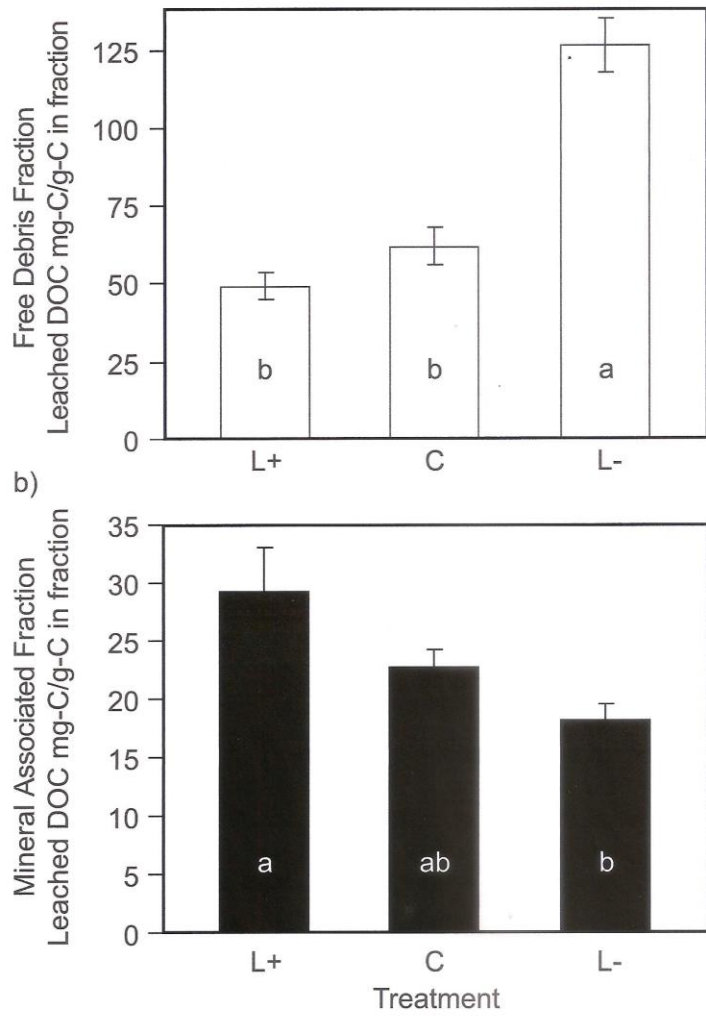 Free Debris Fraction
Leached DOC mg-C/g-C in fraction
125
100
75
50
25
0
b
b
a
L+
C
L-
b)
Mineral Associated Fraction
Leached DOC mg-C/g-C in fraction
35
30
25
20
15
10
5
0
a
ab
b
L+
C
L-
Treatment